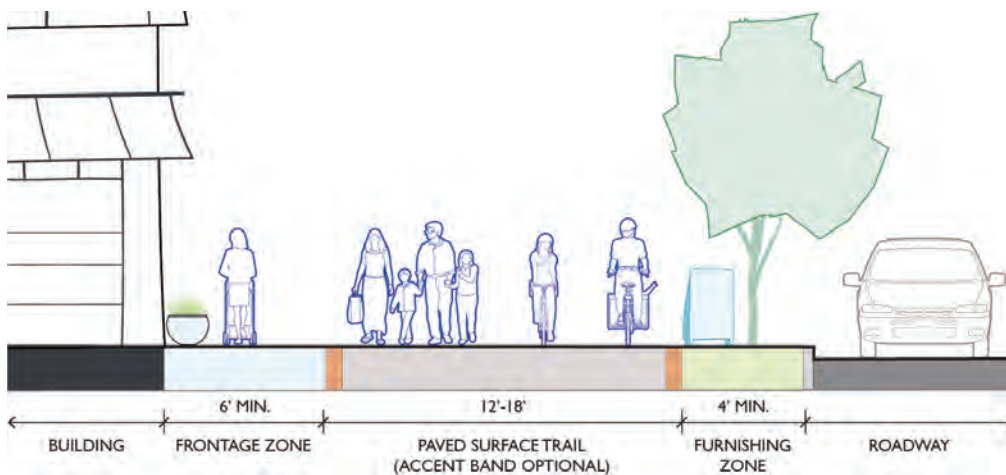 6' MIN.
12'-18'
4' MIN.
BUILDING
FRONTAGE ZONE
PAVED SURFACE TRAIL
(ACCENT BAND OPTIONAL)
FURNISHING
ZONE
ROADWAY